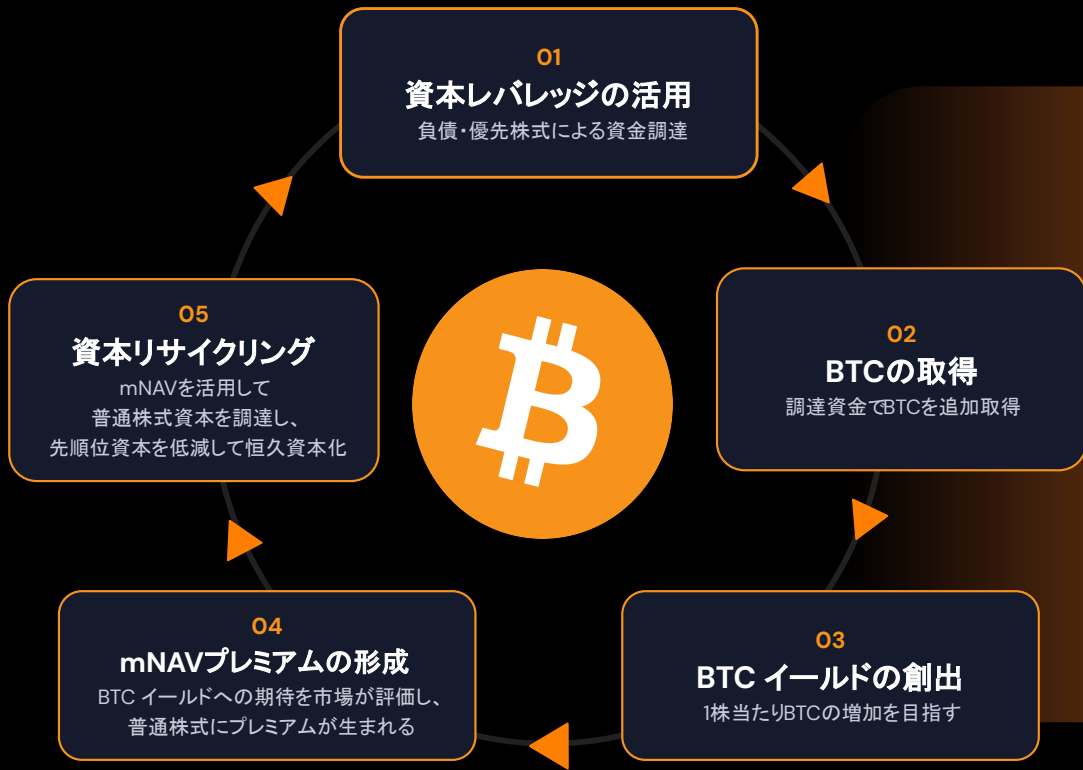 01
資本レバレッジの活用
負債・優先株式による資金調達
02
BTCの取得
調達資金でBTCを追加取得
03
BTC イールドの創出
1株当たりBTCの増加を目指す
04
mNAVプレミアムの形成
BTC イールドへの期待を市場が評価し、
普通株式にプレミアムが生まれる
05
資本リサイクリング
mNAVを活用して
普通株式資本を調達し、
先順位資本を低減して恒久資本化